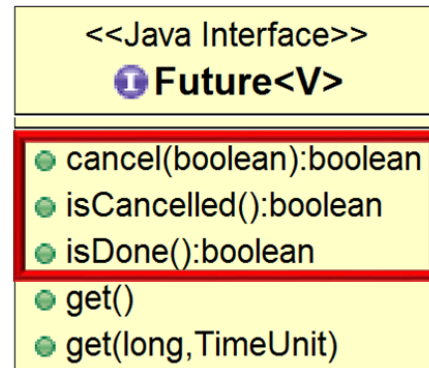 <<Java Interface>>
I Future<V>
cancel(boolean):boolean
isCancelled():boolean
isDone():boolean
get()
get(long,TimeUnit)